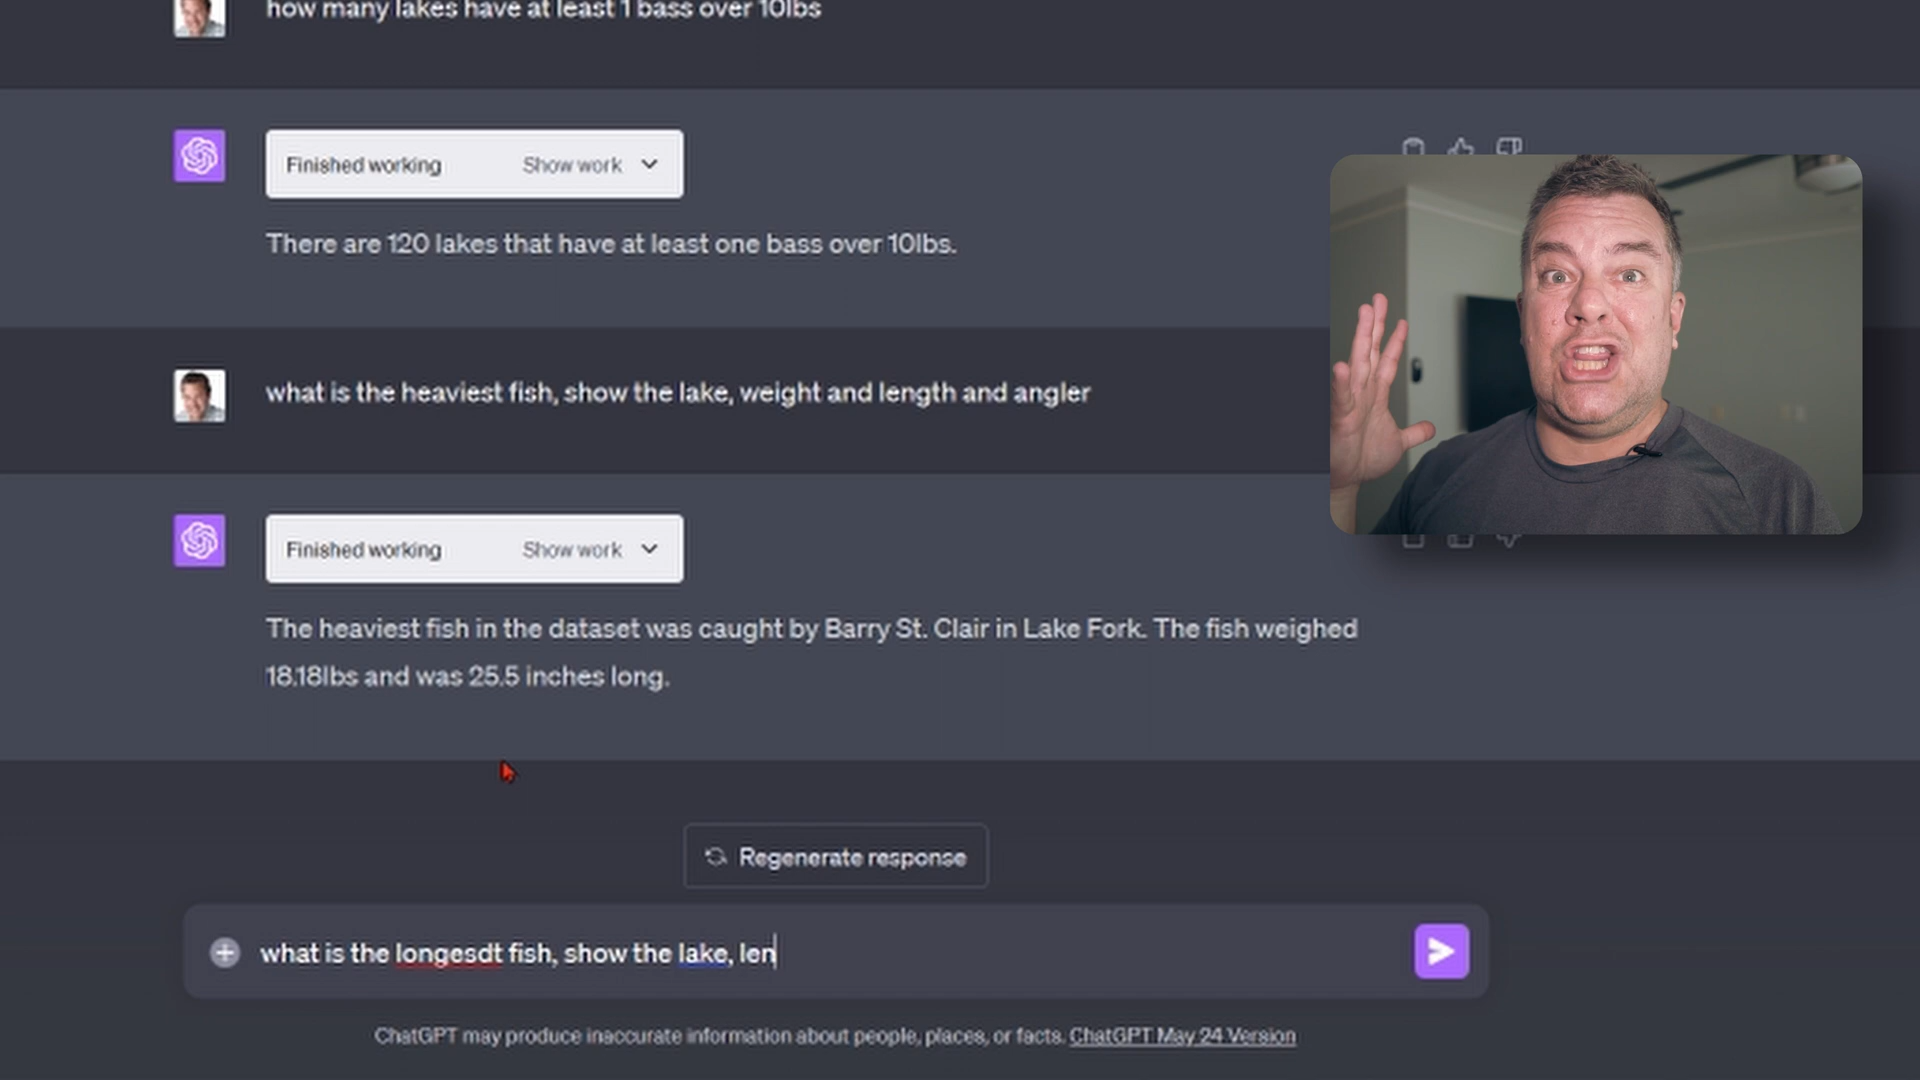 how many lakes have at least 1 bass over 10lbs
Finished working Show work
There are 120 lakes that have at least one bass over 10lbs.
what is the heaviest fish, show the lake, weight and length and angler
Finished working Show work
The heaviest fish in the dataset was caught by Barry St. Clair in Lake Fork. The fish weighed
18.18lbs and was 25.5 inches long.
Regenerate response
what is the longesdt fish, show the lake, len
ChatGPT may produce inaccurate information about people, places, or facts. ChatGPT May 24 Version